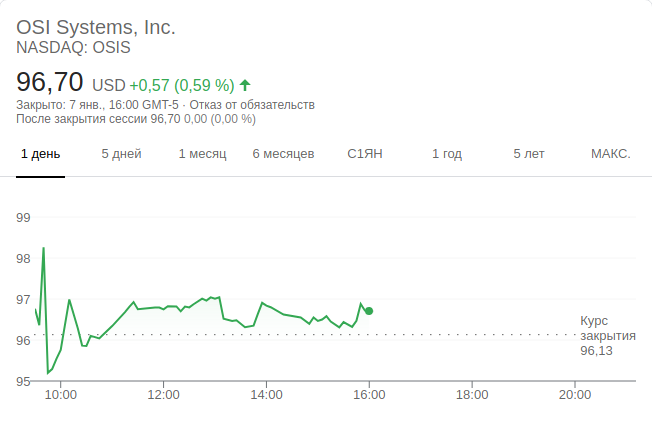 OSI Systems, Inc.
NASDAQ: OSIS
96,70 USD +0,57 (0,59 %)
Закрыто: 7 янв., 16:00 GMT-5 · Отказ от обязательств
После закрытия сессии 96,70 0,00 (0,00 %)
1 день 5 дней 1 месяц 6 месяцев С1ЯН 1 год 5 лет МАКС.
99
98
97
96
95
Курс
закрытия
96,13
10:00 12:00 14:00 16:00 18:00 20:00